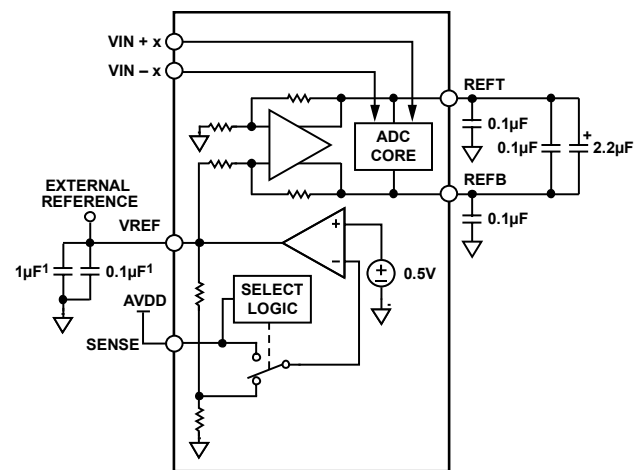 VIN + x
VIN – x
REFT
ADC
CORE
0.1µF
0.1µF
+
2.2µF
REFB
0.1µF
EXTERNAL
REFERENCE
VREF
+
–
+
–
0.5V
1µF¹
0.1µF¹
SELECT
LOGIC
AVDD
SENSE